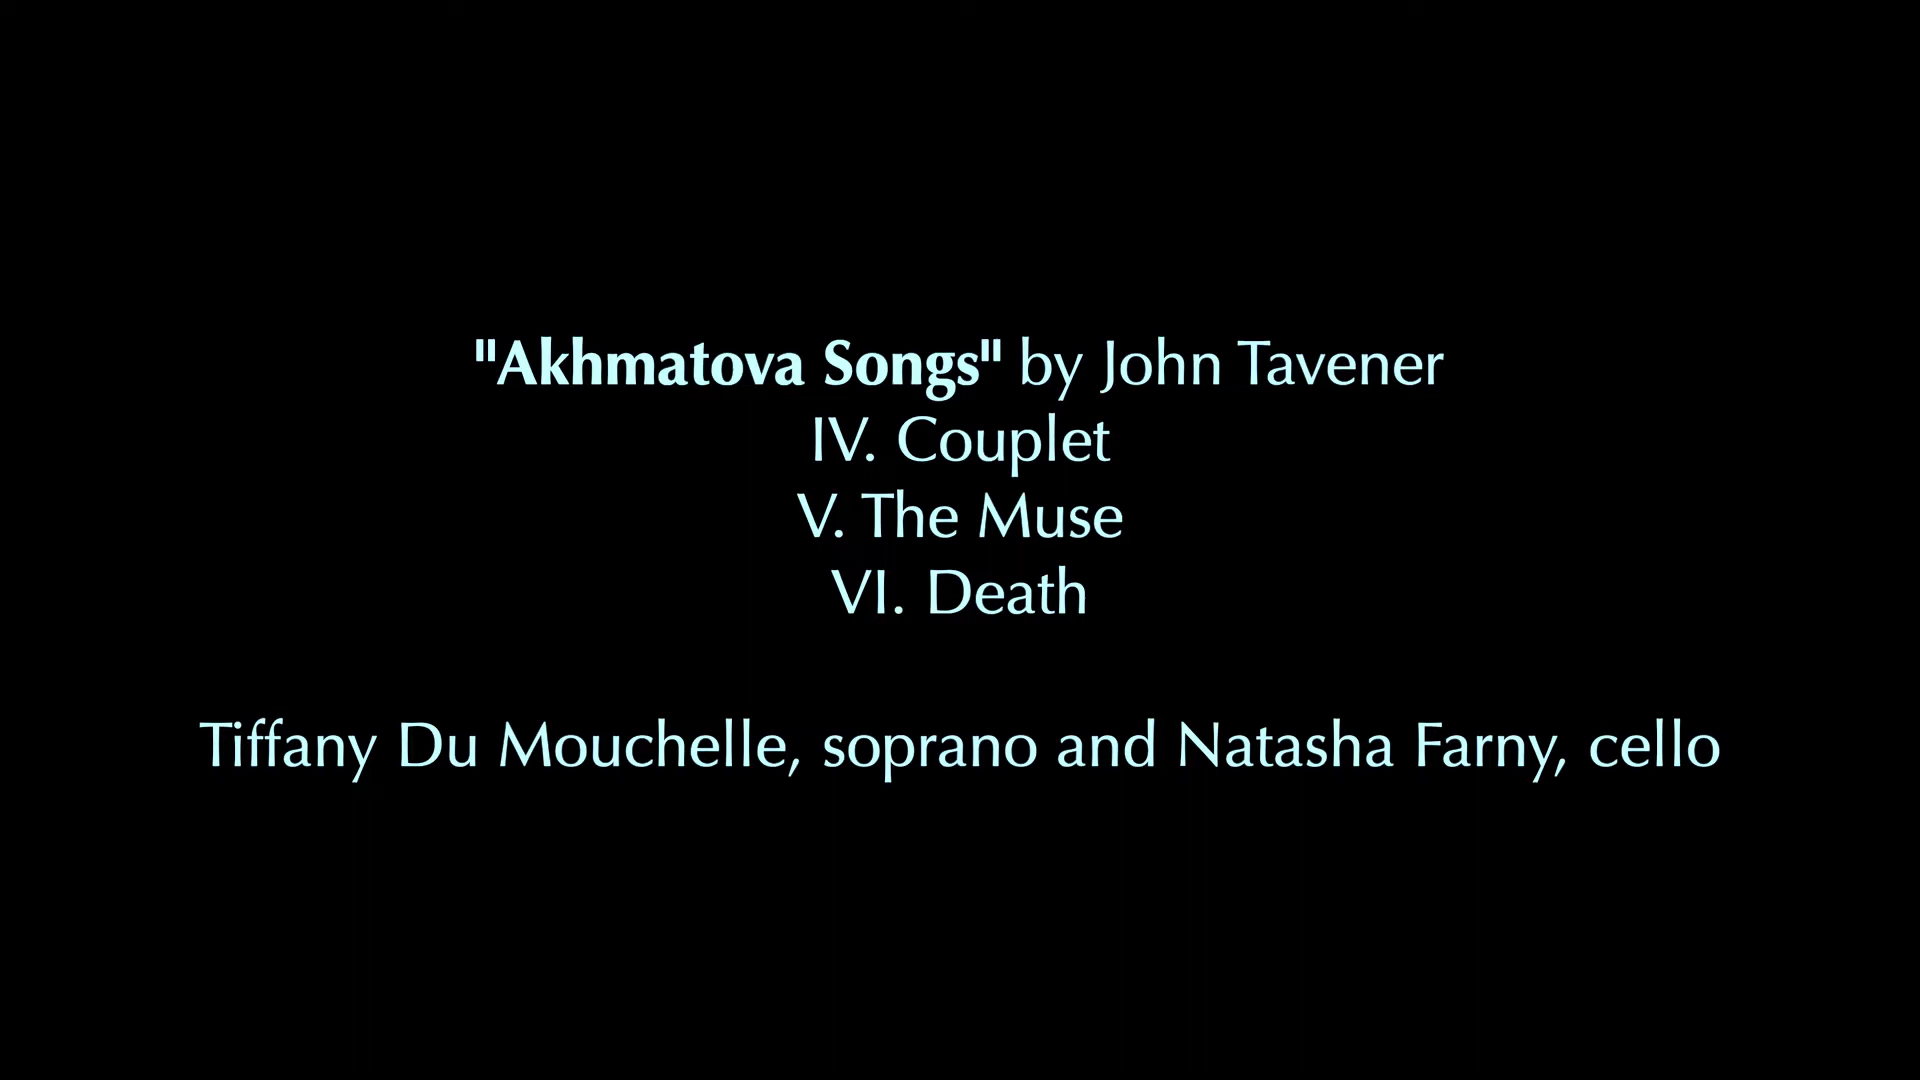 "Akhmatova Songs" by John Tavener
IV. Couplet
V. The Muse
VI. Death
Tiffany Du Mouchelle, soprano and Natasha Farny, cello